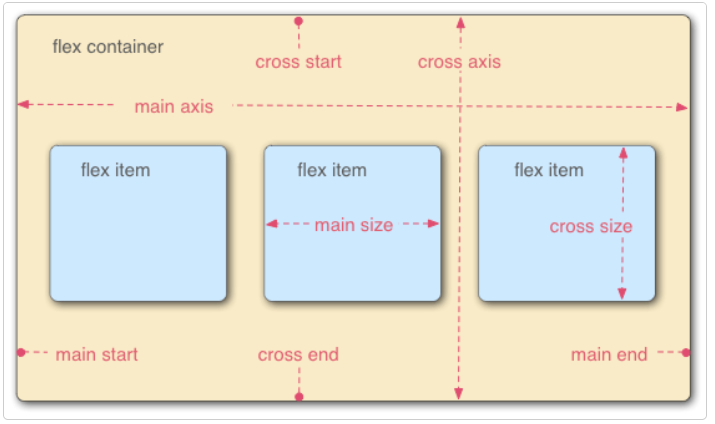 flex container
cross start
cross axis
main axis
flex item
flex item
flex item
main size
cross size
main start
cross end
main end